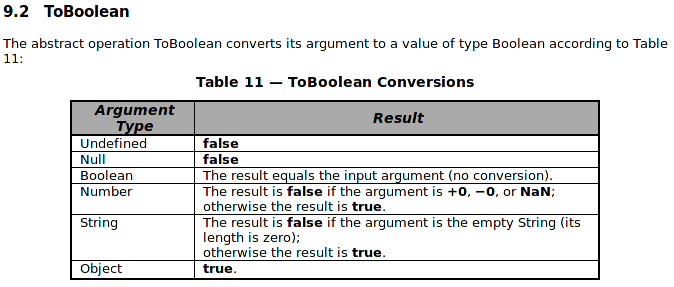 9.2 ToBoolean
The abstract operation ToBoolean converts its argument to a value of type Boolean according to Table
11:
Table 11 — ToBoolean Conversions
Argument
Type
Result
Undefined false
Null false
Boolean The result equals the input argument (no conversion).
Number The result is false if the argument is +0, −0, or NaN;
otherwise the result is true.
String The result is false if the argument is the empty String (its
length is zero);
otherwise the result is true.
Object true.